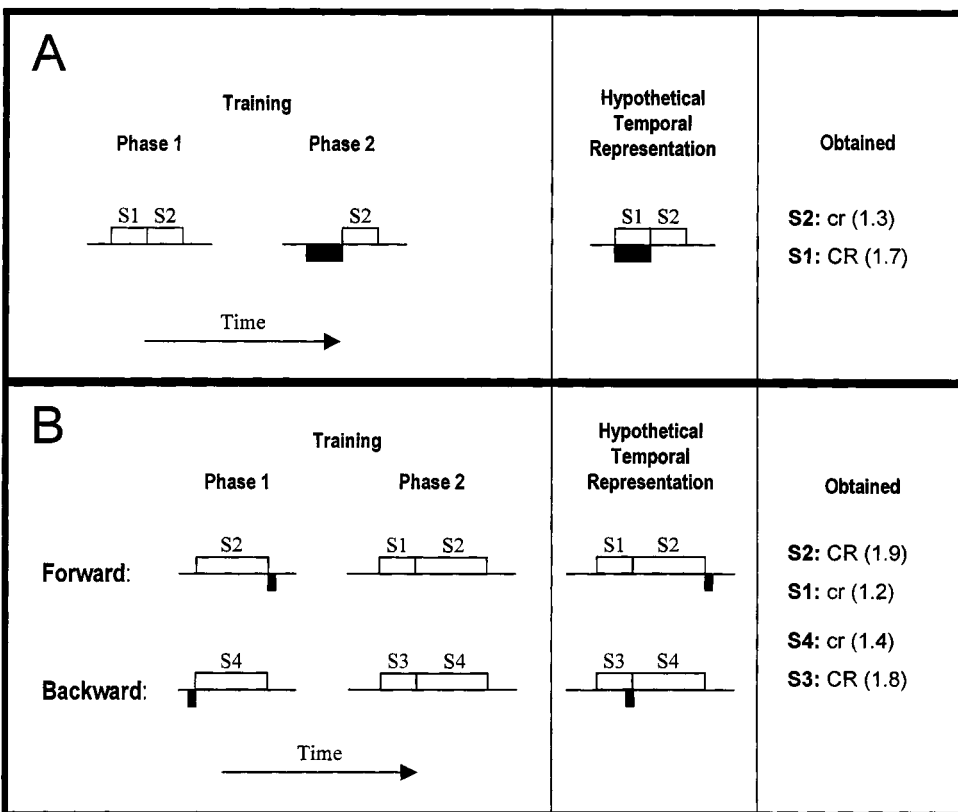 A
Training
Phase 1 Phase 2
Hypothetical
Temporal
Representation
Obtained
S1 S2
S2
S1 S2
S2: cr (1.3)
S1: CR (1.7)
Time
B
Training
Phase 1 Phase 2
Hypothetical
Temporal
Representation
Obtained
Forward:
S2
S1 S2
S1 S2
S2: CR (1.9)
S1: cr (1.2)
Backward:
S4
S3 S4
S3 S4
S4: cr (1.4)
S3: CR (1.8)
Time